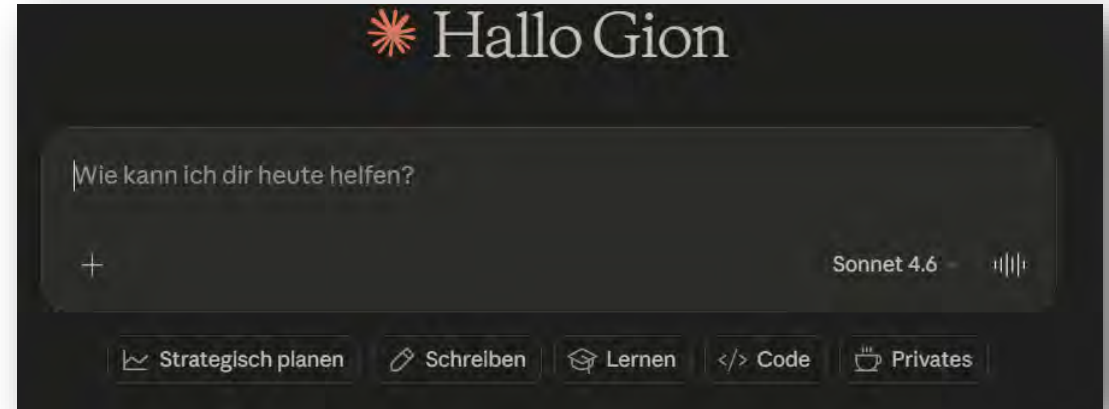 Hallo Gion
Wie kann ich dir heute helfen?
Sonnet 4.6
Strategisch planen Schreiben Lernen </> Code Privates